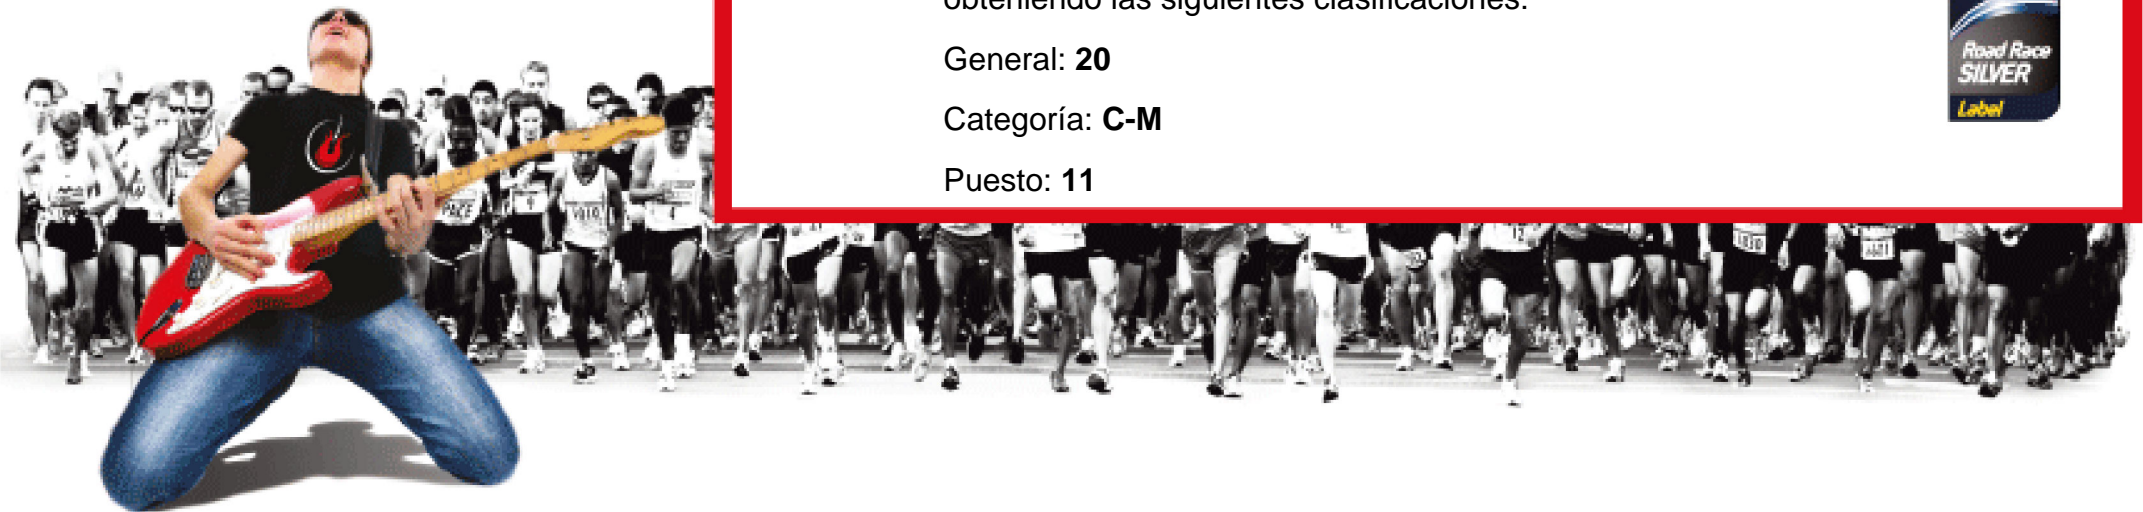 obteniendo las siguientes clasificaciones:
General: 20
Categoría: C-M
Puesto: 11
Road Race
SILVER
Label